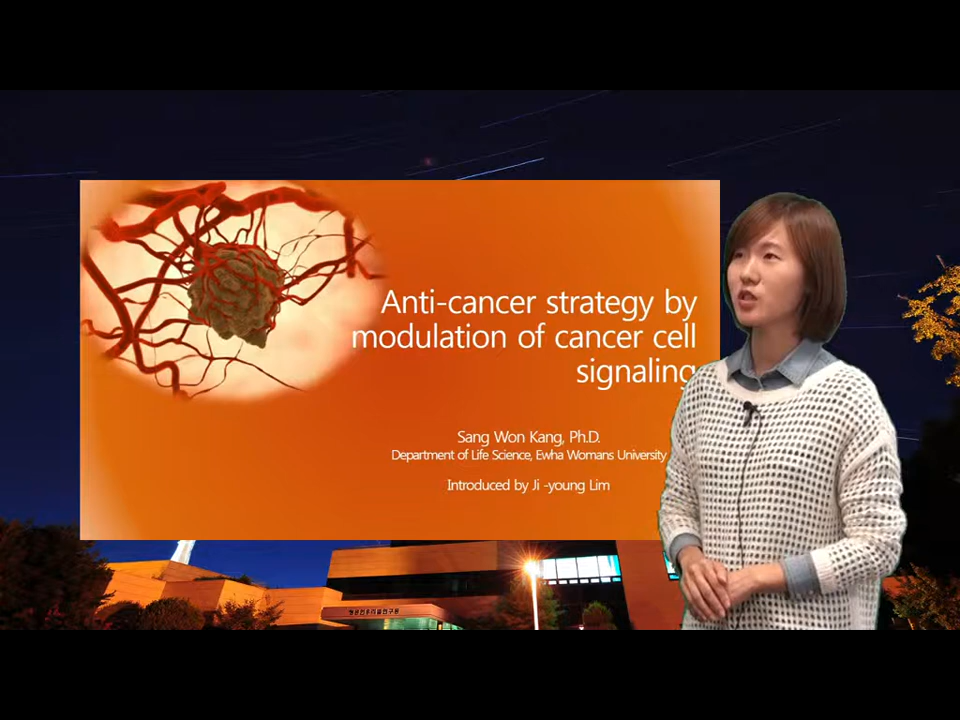 Anti-cancer strategy by
modulation of cancer cell
signaling
Sang Won Kang, Ph.D.
Department of Life Science, Ewha Womans University
Introduced by Ji -young Lim